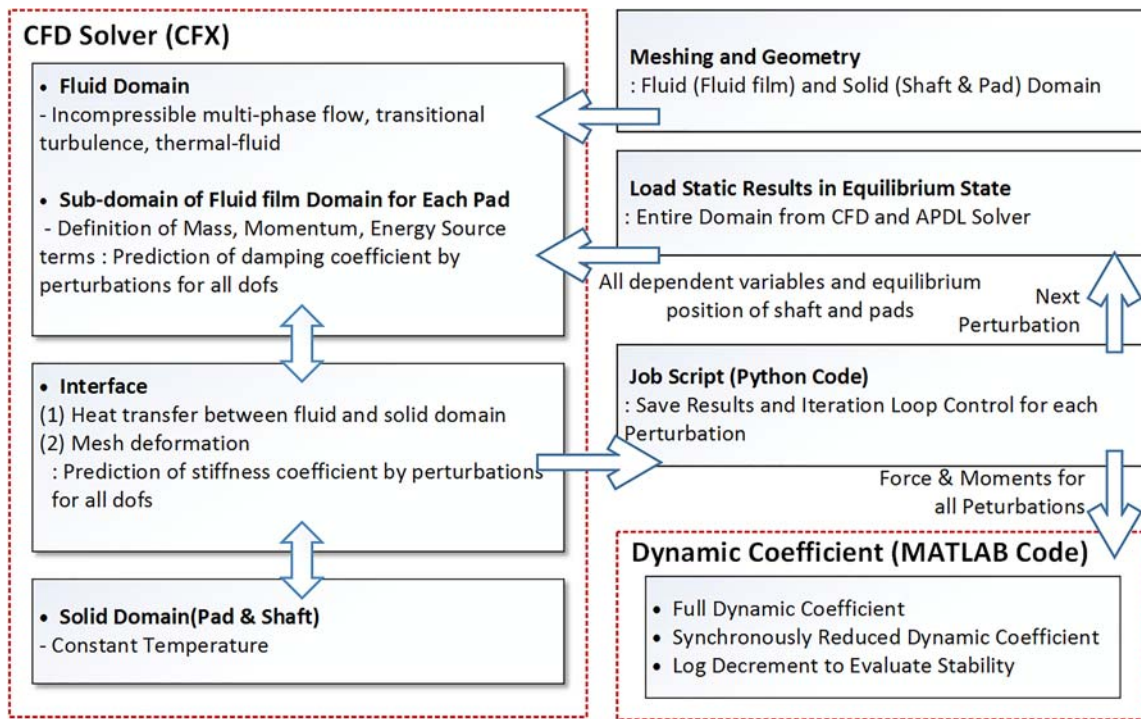 CFD Solver (CFX)
• Fluid Domain
- Incompressible multi-phase flow, transitional
turbulence, thermal-fluid
• Sub-domain of Fluid film Domain for Each Pad
- Definition of Mass, Momentum, Energy Source
terms : Prediction of damping coefficient by
perturbations for all dofs
• Interface
(1) Heat transfer between fluid and solid domain
(2) Mesh deformation
: Prediction of stiffness coefficient by perturbations
for all dofs
• Solid Domain(Pad & Shaft)
- Constant Temperature
Meshing and Geometry
: Fluid (Fluid film) and Solid (Shaft & Pad) Domain
Load Static Results in Equilibrium State
: Entire Domain from CFD and APDL Solver
All dependent variables and equilibrium
position of shaft and pads
Next
Perturbation
Job Script (Python Code)
: Save Results and Iteration Loop Control for each
Perturbation
Force & Moments for
all Peturbations
Dynamic Coefficient (MATLAB Code)
• Full Dynamic Coefficient
• Synchronously Reduced Dynamic Coefficient
• Log Decrement to Evaluate Stability